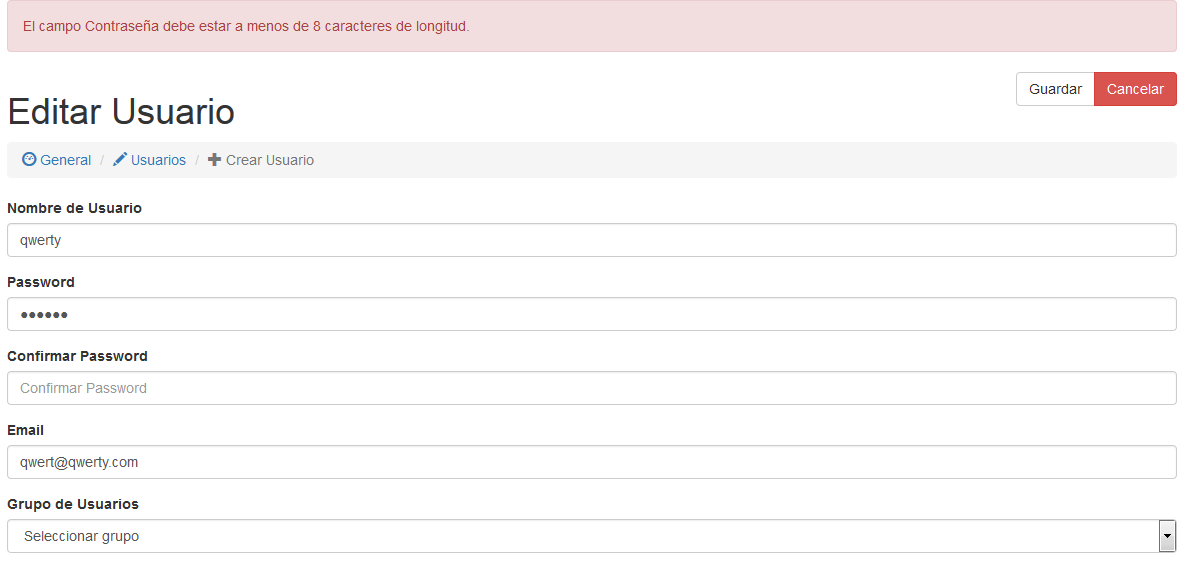 El campo Contraseña debe estar a menos de 8 caracteres de longitud.
Guardar Cancelar
Editar Usuario
General / Usuarios / Crear Usuario
Nombre de Usuario
qwerty
Password
••••••
Confirmar Password
Confirmar Password
Email
qwert@qwerty.com
Grupo de Usuarios
Seleccionar grupo